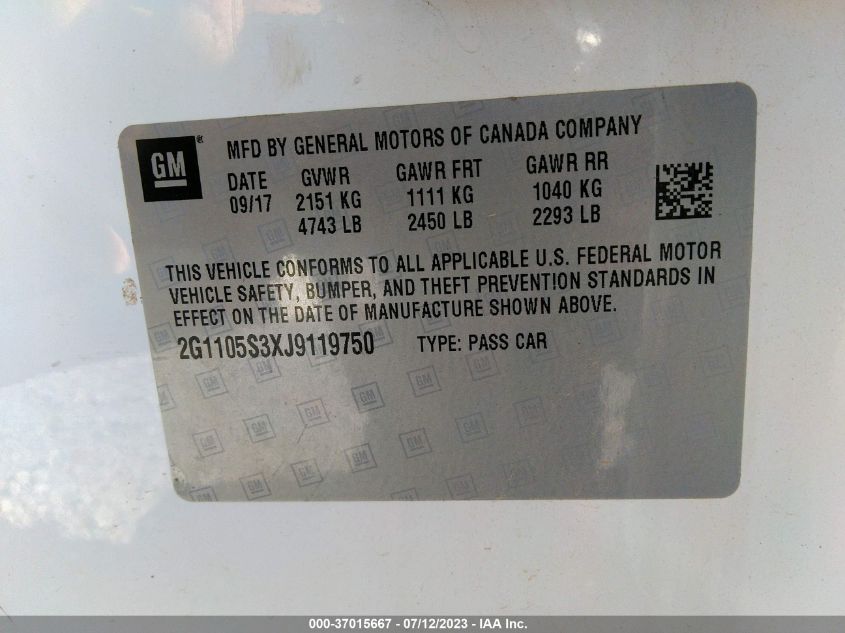 GM ® MFD BY GENERAL MOTORS OF CANADA COMPANY
DATE GVWR GAWR FRT GAWR RR
09/17 2151 KG 1111 KG 1040 KG
4743 LB 2450 LB 2293 LB
THIS VEHICLE CONFORMS TO ALL APPLICABLE U.S. FEDERAL MOTOR
VEHICLE SAFETY, BUMPER, AND THEFT PREVENTION STANDARDS IN
EFFECT ON THE DATE OF MANUFACTURE SHOWN ABOVE.
2G1105S3XJ9119750 TYPE: PASS CAR
000-37015667 - 07/12/2023 - IAA Inc.